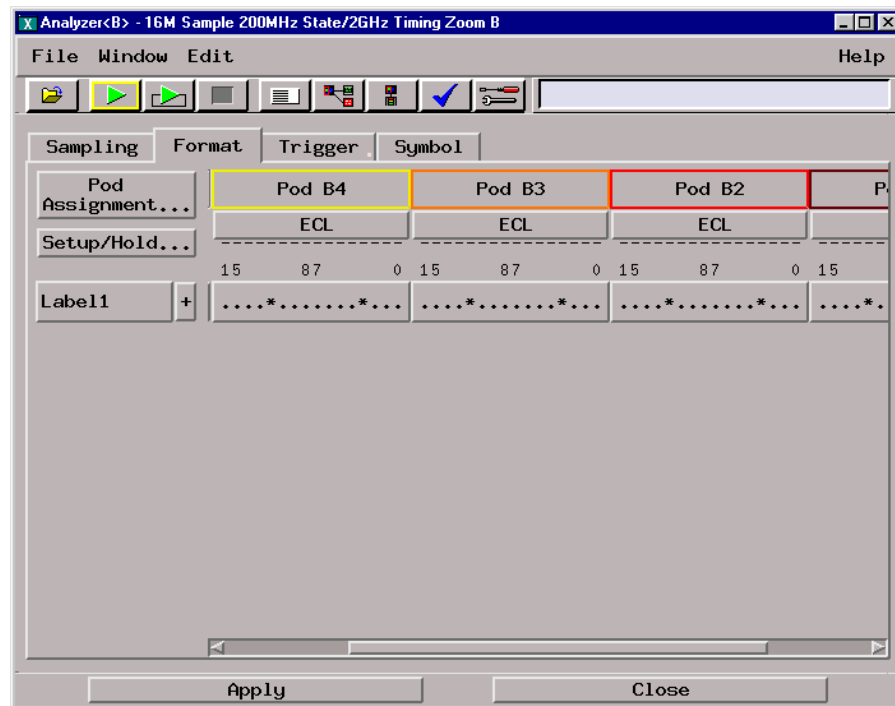 Analyzer<B> - 16M Sample 200MHz State/2GHz Timing Zoom B
File Window Edit Help
Sampling Format Trigger Symbol
Pod Assignment...
Pod B4 Pod B3 Pod B2
ECL ECL ECL
Setup/Hold...
15 87 0 15 87 0 15 87 0 15
Label1 + ....*.......*... ....*.......*... ....*.......*... ....*.
Apply Close